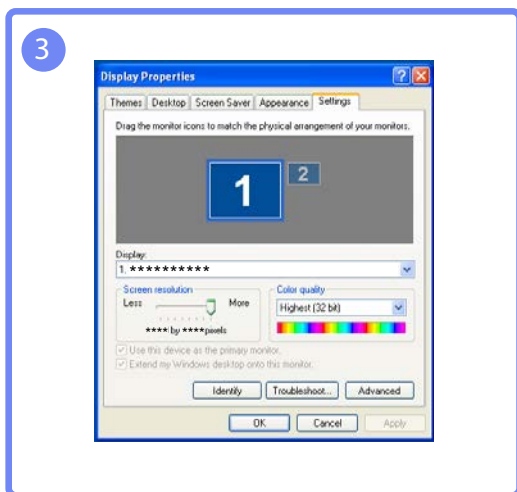 3
Display Properties
Themes Desktop Screen Saver Appearance Settings
Drag the monitor icons to match the physical arrangement of your monitors.
1 2
Display:
1. **********
Screen resolution
Less More
**** by **** pixels
Color quality
Highest (32 bit)
Use this device as the primary monitor.
Extend my Windows desktop onto this monitor.
Identify Troubleshoot... Advanced
OK Cancel Apply